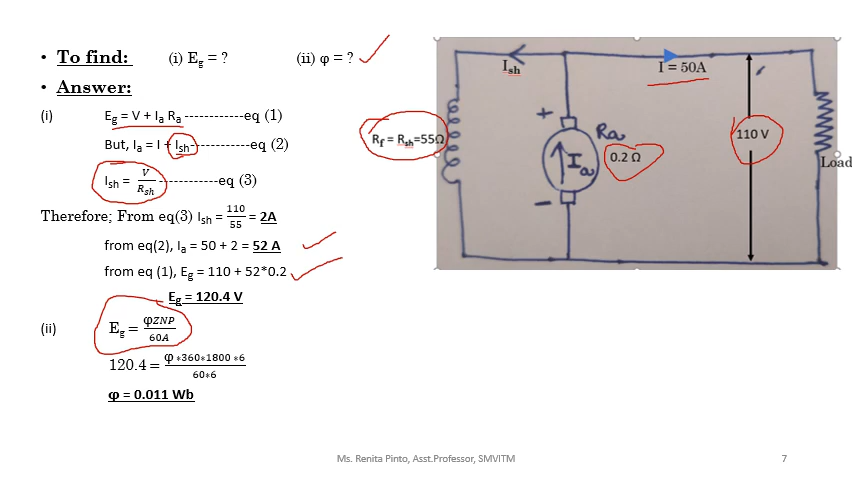 • To find: (i) Eg = ? (ii) φ = ?
• Answer:
(i) Eg = V + Ia Ra ------------eq (1)
But, Ia = I + Ish-----------eq (2)
Ish = V/Rsh ----------eq (3)
Therefore; From eq(3) Ish = 110/55 = 2A
from eq(2), Ia = 50 + 2 = 52 A
from eq (1), Eg = 110 + 52*0.2
Eg = 120.4 V
(ii) Eg = φZNP/60A
120.4 = φ*360*1800*6/60*6
φ = 0.011 Wb
Ish
I = 50A
+
Rf = Rsh=55Ω
Ra
0.2 Ω
Ia
110 V
Load
-
Ms. Renita Pinto, Asst.Professor, SMVITM 7